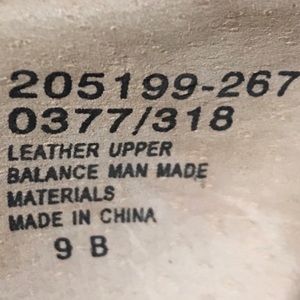 205199-267
0377/318
LEATHER UPPER
BALANCE MAN MADE
MATERIALS
MADE IN CHINA
9 B